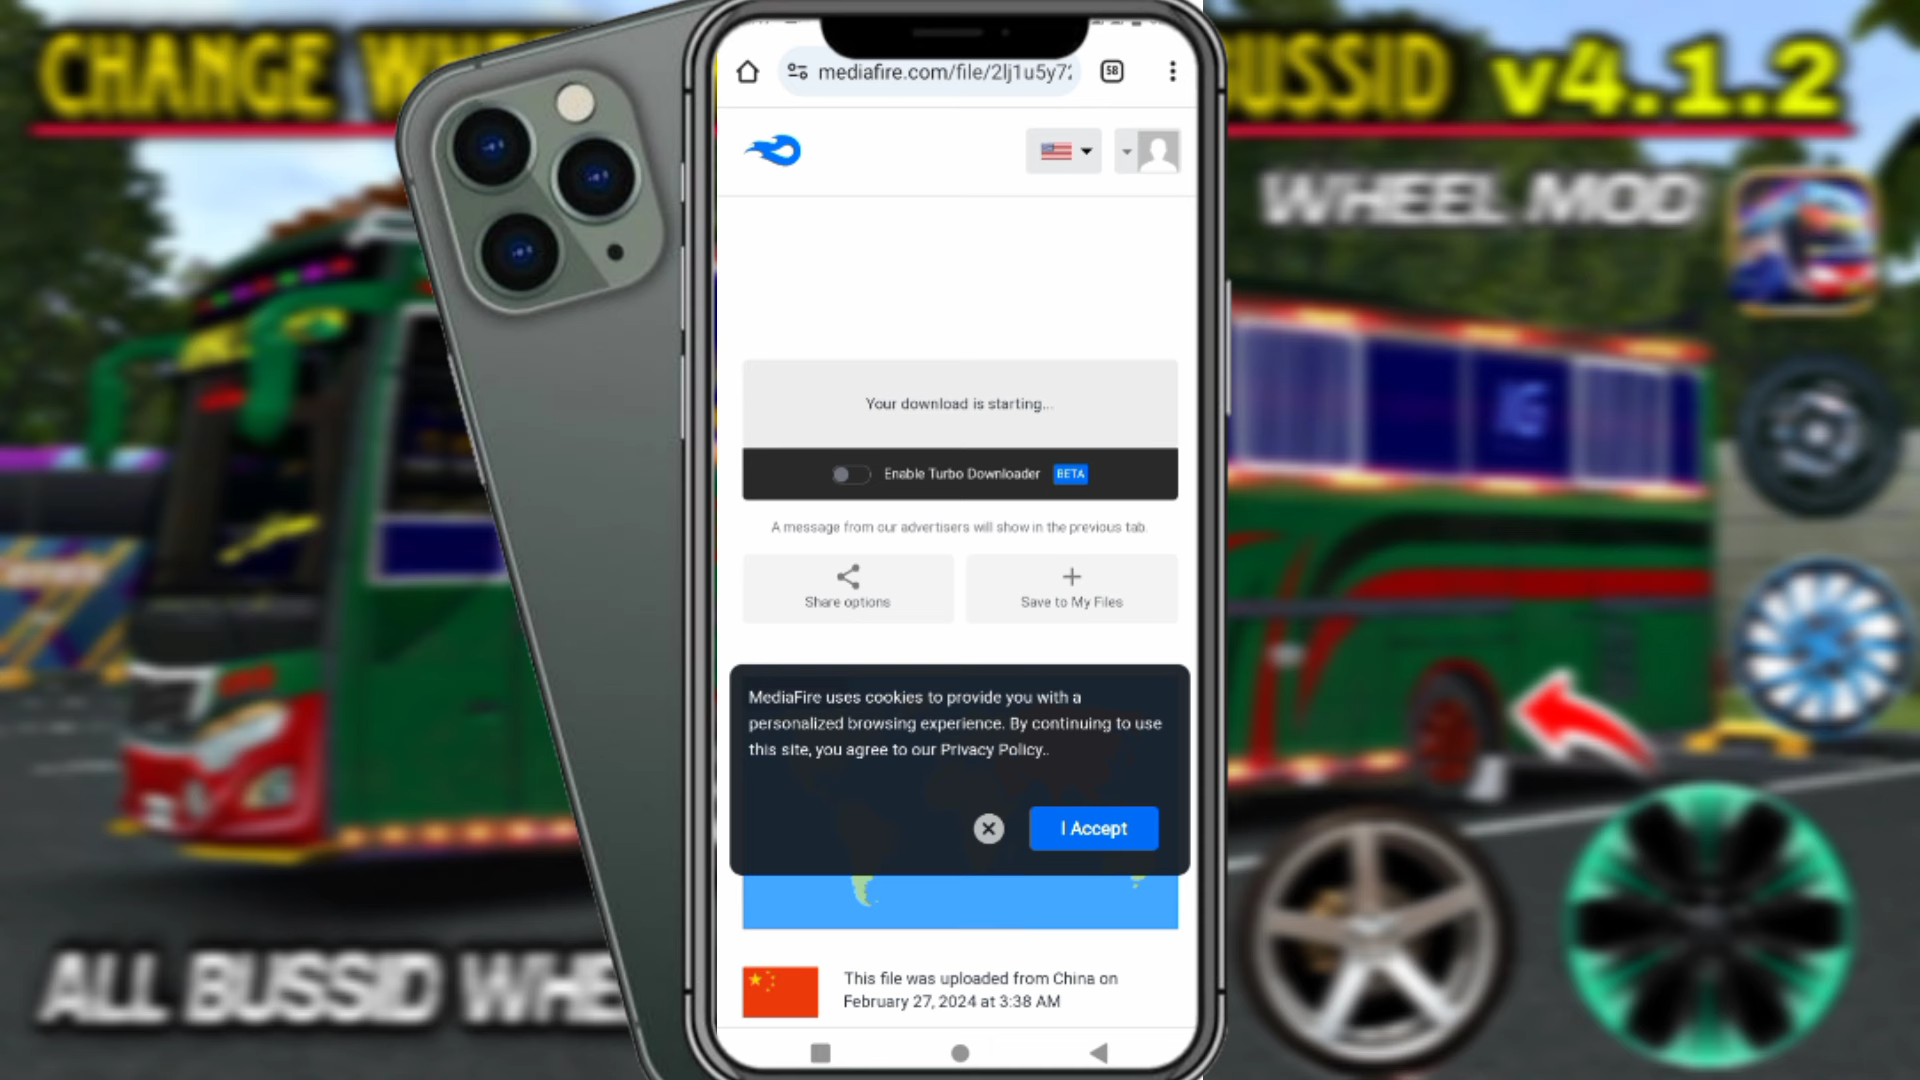 CHANGE
BUSSID v4.1.2
mediafire.com/file/2lj1u5y7
58
WHEEL MOD
Your download is starting...
Enable Turbo Downloader BETA
A message from our advertisers will show in the previous tab.
Share options
Save to My Files
MediaFire uses cookies to provide you with a
personalized browsing experience. By continuing to use
this site, you agree to our Privacy Policy..
I Accept
ALL BUSSID WHE
This file was uploaded from China on
February 27, 2024 at 3:38 AM